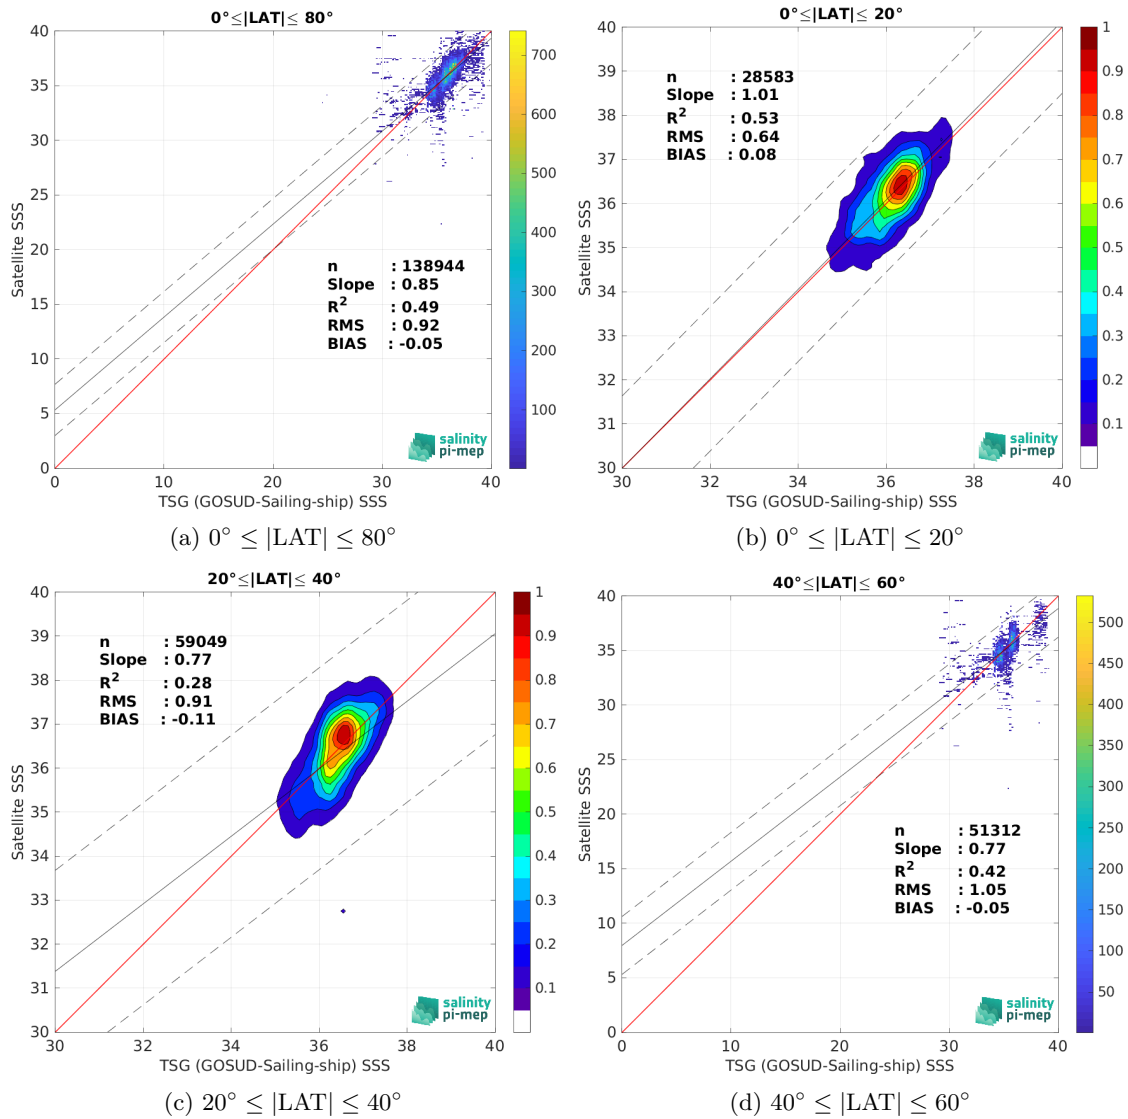 0°≤|LAT|≤ 80°
40
35
30
25
20
15
10
5
0
Satellite SSS
n : 138944
Slope : 0.85
R² : 0.49
RMS : 0.92
BIAS : -0.05
salinity
pi-mep
0 10 20 30 40
TSG (GOSUD-Sailing-ship) SSS
700
600
500
400
300
200
100
(a) 0° ≤ |LAT| ≤ 80°
0°≤|LAT|≤ 20°
40
39
38
37
36
35
34
33
32
31
30
Satellite SSS
n : 28583
Slope : 1.01
R² : 0.53
RMS : 0.64
BIAS : 0.08
salinity
pi-mep
30 32 34 36 38 40
TSG (GOSUD-Sailing-ship) SSS
1
0.9
0.8
0.7
0.6
0.5
0.4
0.3
0.2
0.1
(b) 0° ≤ |LAT| ≤ 20°
20°≤|LAT|≤ 40°
40
39
38
37
36
35
34
33
32
31
30
Satellite SSS
n : 59049
Slope : 0.77
R² : 0.28
RMS : 0.91
BIAS : -0.11
salinity
pi-mep
30 32 34 36 38 40
TSG (GOSUD-Sailing-ship) SSS
1
0.9
0.8
0.7
0.6
0.5
0.4
0.3
0.2
0.1
(c) 20° ≤ |LAT| ≤ 40°
40°≤|LAT|≤ 60°
40
35
30
25
20
15
10
5
0
Satellite SSS
n : 51312
Slope : 0.77
R² : 0.42
RMS : 1.05
BIAS : -0.05
salinity
pi-mep
0 10 20 30 40
TSG (GOSUD-Sailing-ship) SSS
500
450
400
350
300
250
200
150
100
50
(d) 40° ≤ |LAT| ≤ 60°